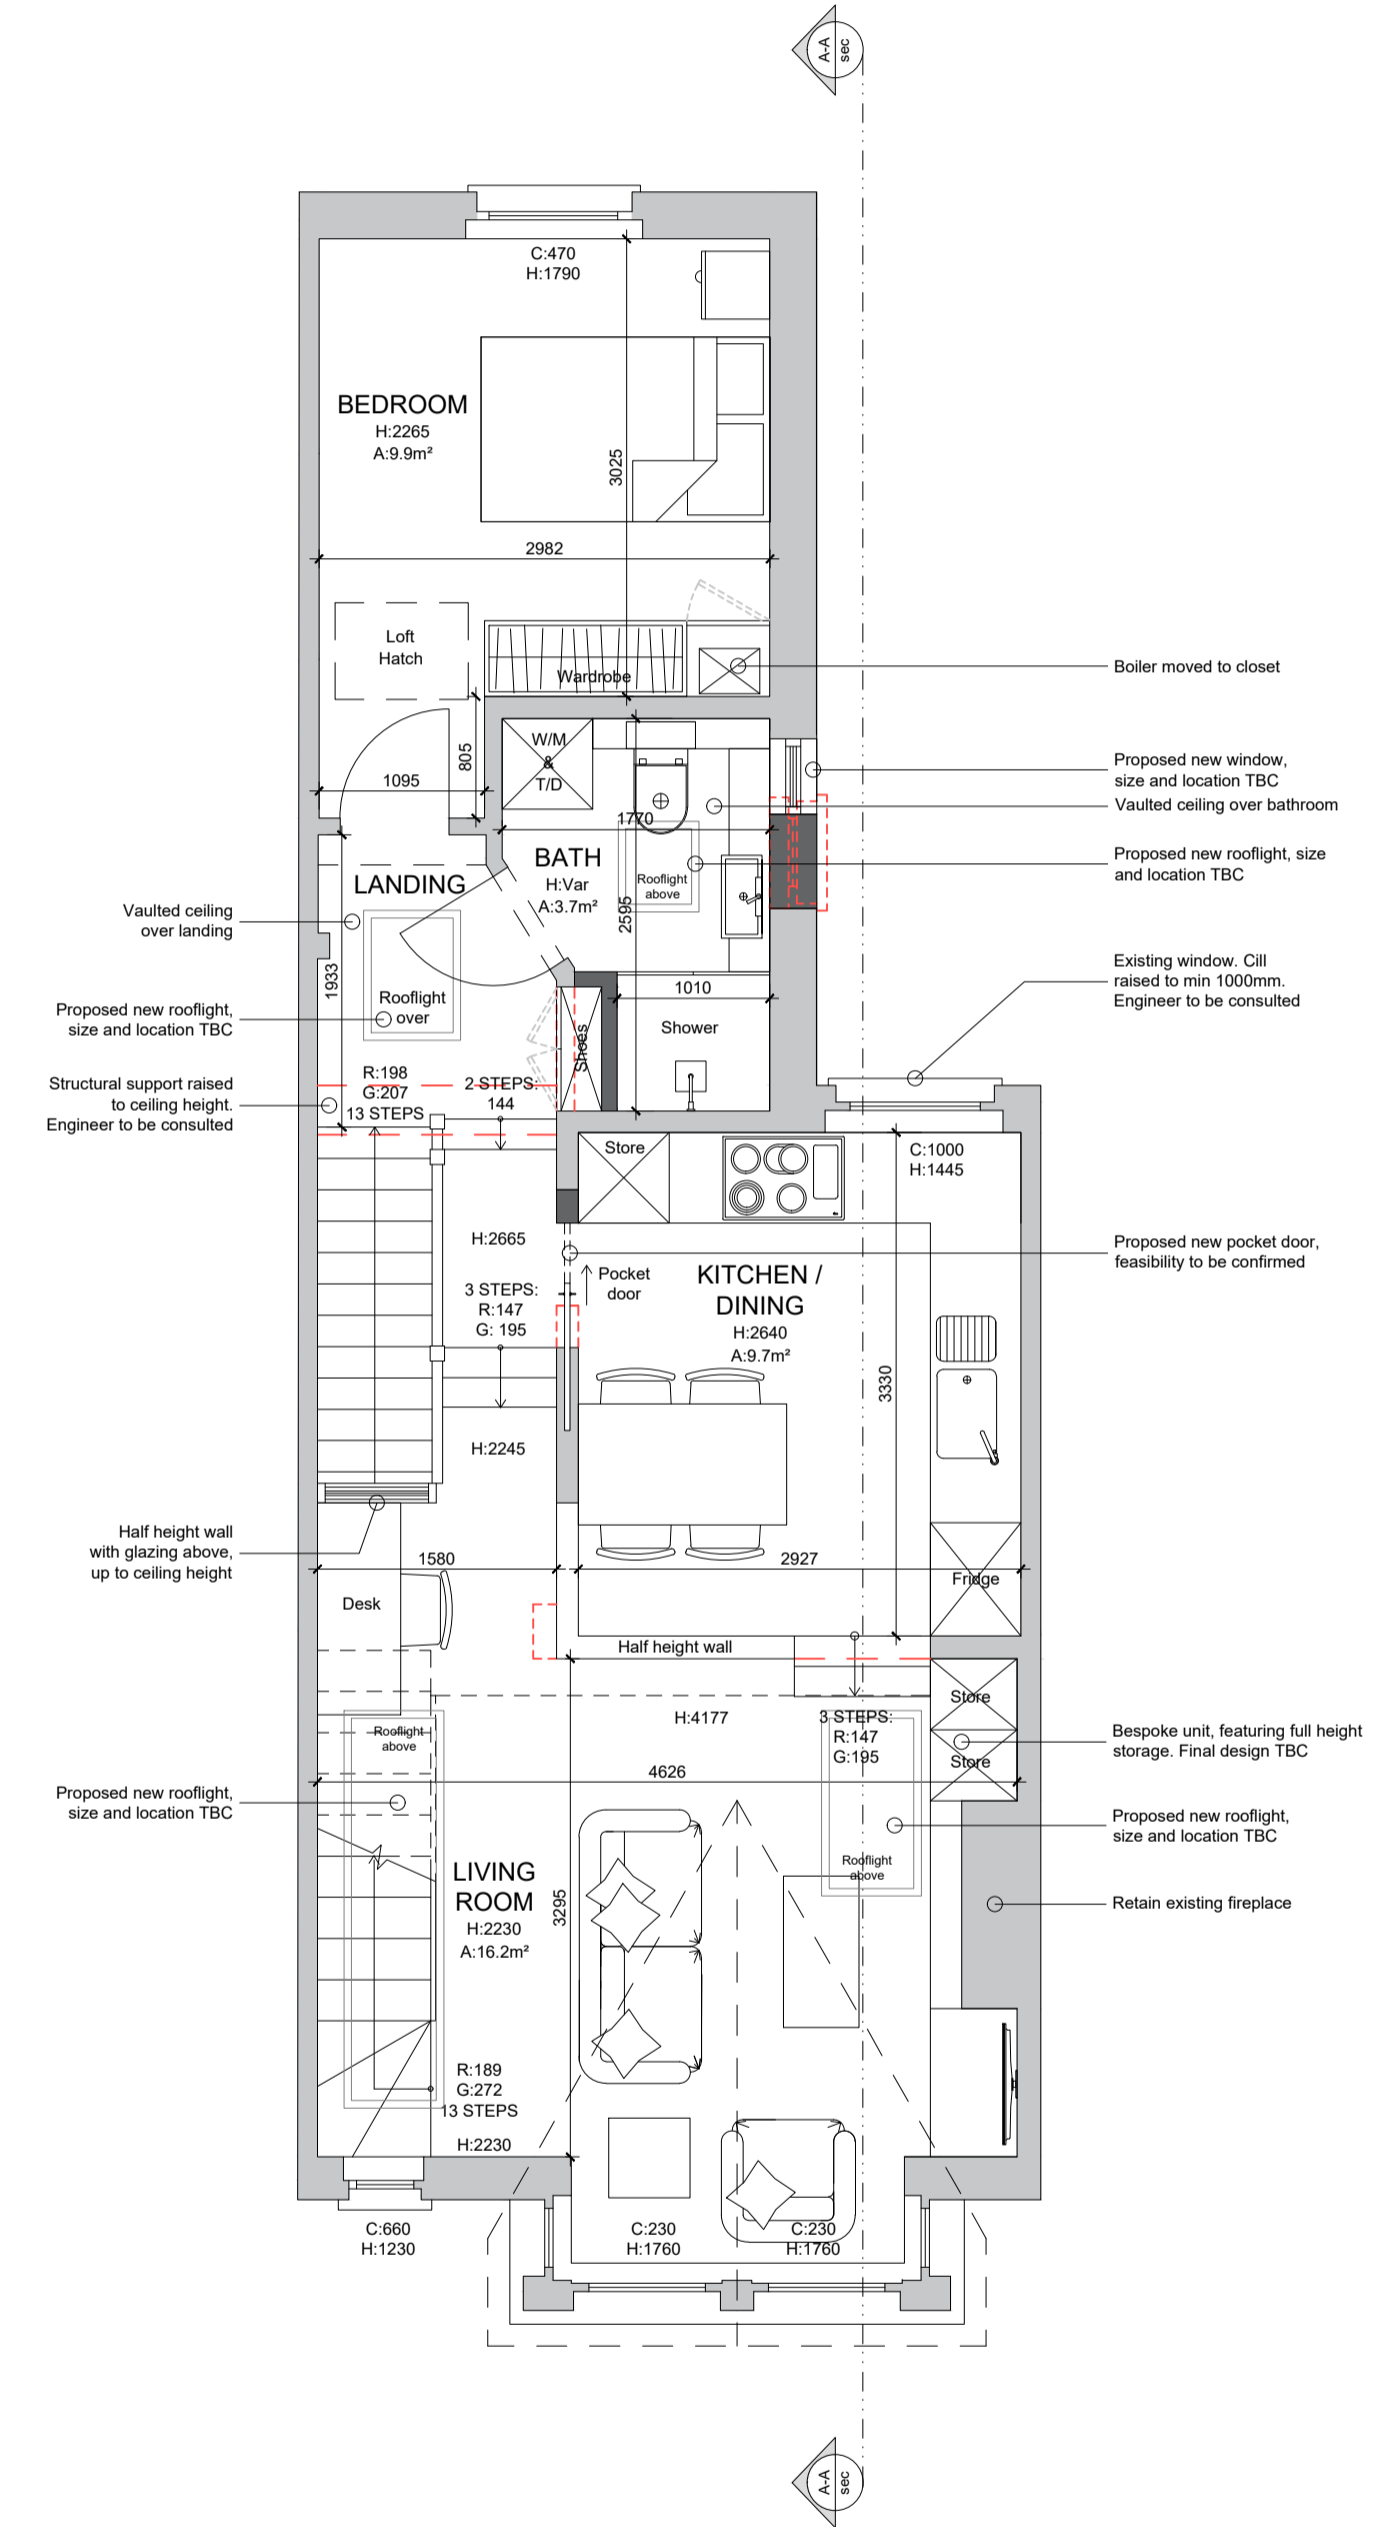 A-A
sec
C:470
H:1790
BEDROOM
H:2265
A:9.9m²
3025
2982
Loft
Hatch
Wardrobe
Boiler moved to closet
805
1095
W/M
&
T/D
1770
Proposed new window,
size and location TBC
Vaulted ceiling over bathroom
BATH
H:Var
A:3.7m²
Rooflight
above
2595
Proposed new rooflight, size
and location TBC
LANDING
Vaulted ceiling
over landing
1933
Rooflight
over
Proposed new rooflight,
size and location TBC
Existing window. Cill
raised to min 1000mm.
Engineer to be consulted
1010
Shower
Shoes
Structural support raised
to ceiling height.
Engineer to be consulted
R:198
G:207
13 STEPS
2 STEPS:
144
Store
C:1000
H:1445
H:2665
Proposed new pocket door,
feasibility to be confirmed
Pocket
door
3 STEPS:
R:147
G: 195
KITCHEN /
DINING
H:2640
A:9.7m²
3330
H:2245
Half height wall
with glazing above,
up to ceiling height
1580
2927
Fridge
Desk
Half height wall
Store
Store
H:4177
3 STEPS:
R:147
G:195
Rooflight
above
4626
Bespoke unit, featuring full height
storage. Final design TBC
Proposed new rooflight,
size and location TBC
Proposed new rooflight,
size and location TBC
Rooflight
above
LIVING
ROOM
H:2230
A:16.2m²
3295
Retain existing fireplace
R:189
G:272
13 STEPS
H:2230
C:660
H:1230
C:230
H:1760
C:230
H:1760
A-A
sec